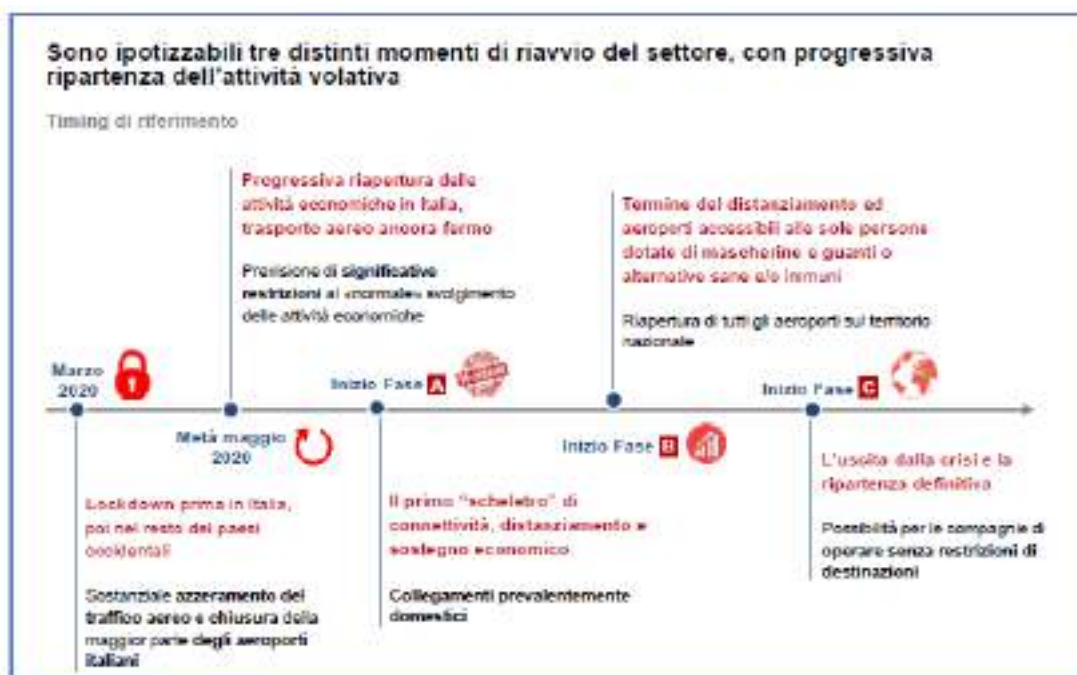 Sono ipotizzabili tre distinti momenti di riavvio del settore, con progressiva
ripartenza dell'attività volativa
Timing di riferimento
Progressiva riapertura delle
attività economiche in Italia,
trasporto aereo ancora fermo
Previsione di significative
restrizioni al «normale» svolgimento
delle attività economiche
Termine del distanziamento ed
aeroporti accessibili alle sole persone
dotate di mascherine e guanti o
alternative sane e/o immuni
Riapertura di tutti gli aeroporti sul territorio
nazionale
Marzo
2020
Inizio Fase A
Inizio Fase C
Metà maggio
2020
Inizio Fase B
Lockdown prima in Italia,
poi nel resto dei paesi
occidentali
Sostanziale azzeramento del
traffico aereo e chiusura della
maggior parte degli aeroporti
italiani
Il primo "scheletro" di
connettività, distanziamento e
sostegno economico
Collegamenti prevalentemente
domestici
L'uscita dalla crisi e la
ripartenza definitiva
Possibilità per le compagnie di
operare senza restrizioni di
destinazioni